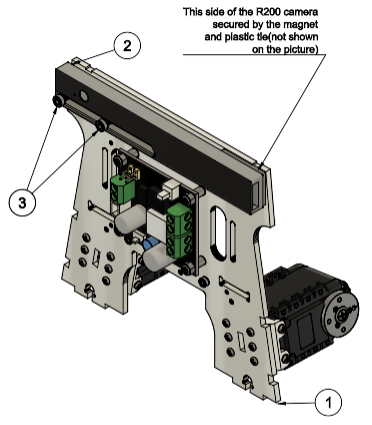 This side of the R200 camera
secured by the magnet
and plastic tie(not shown
on the picture)
2
3
1